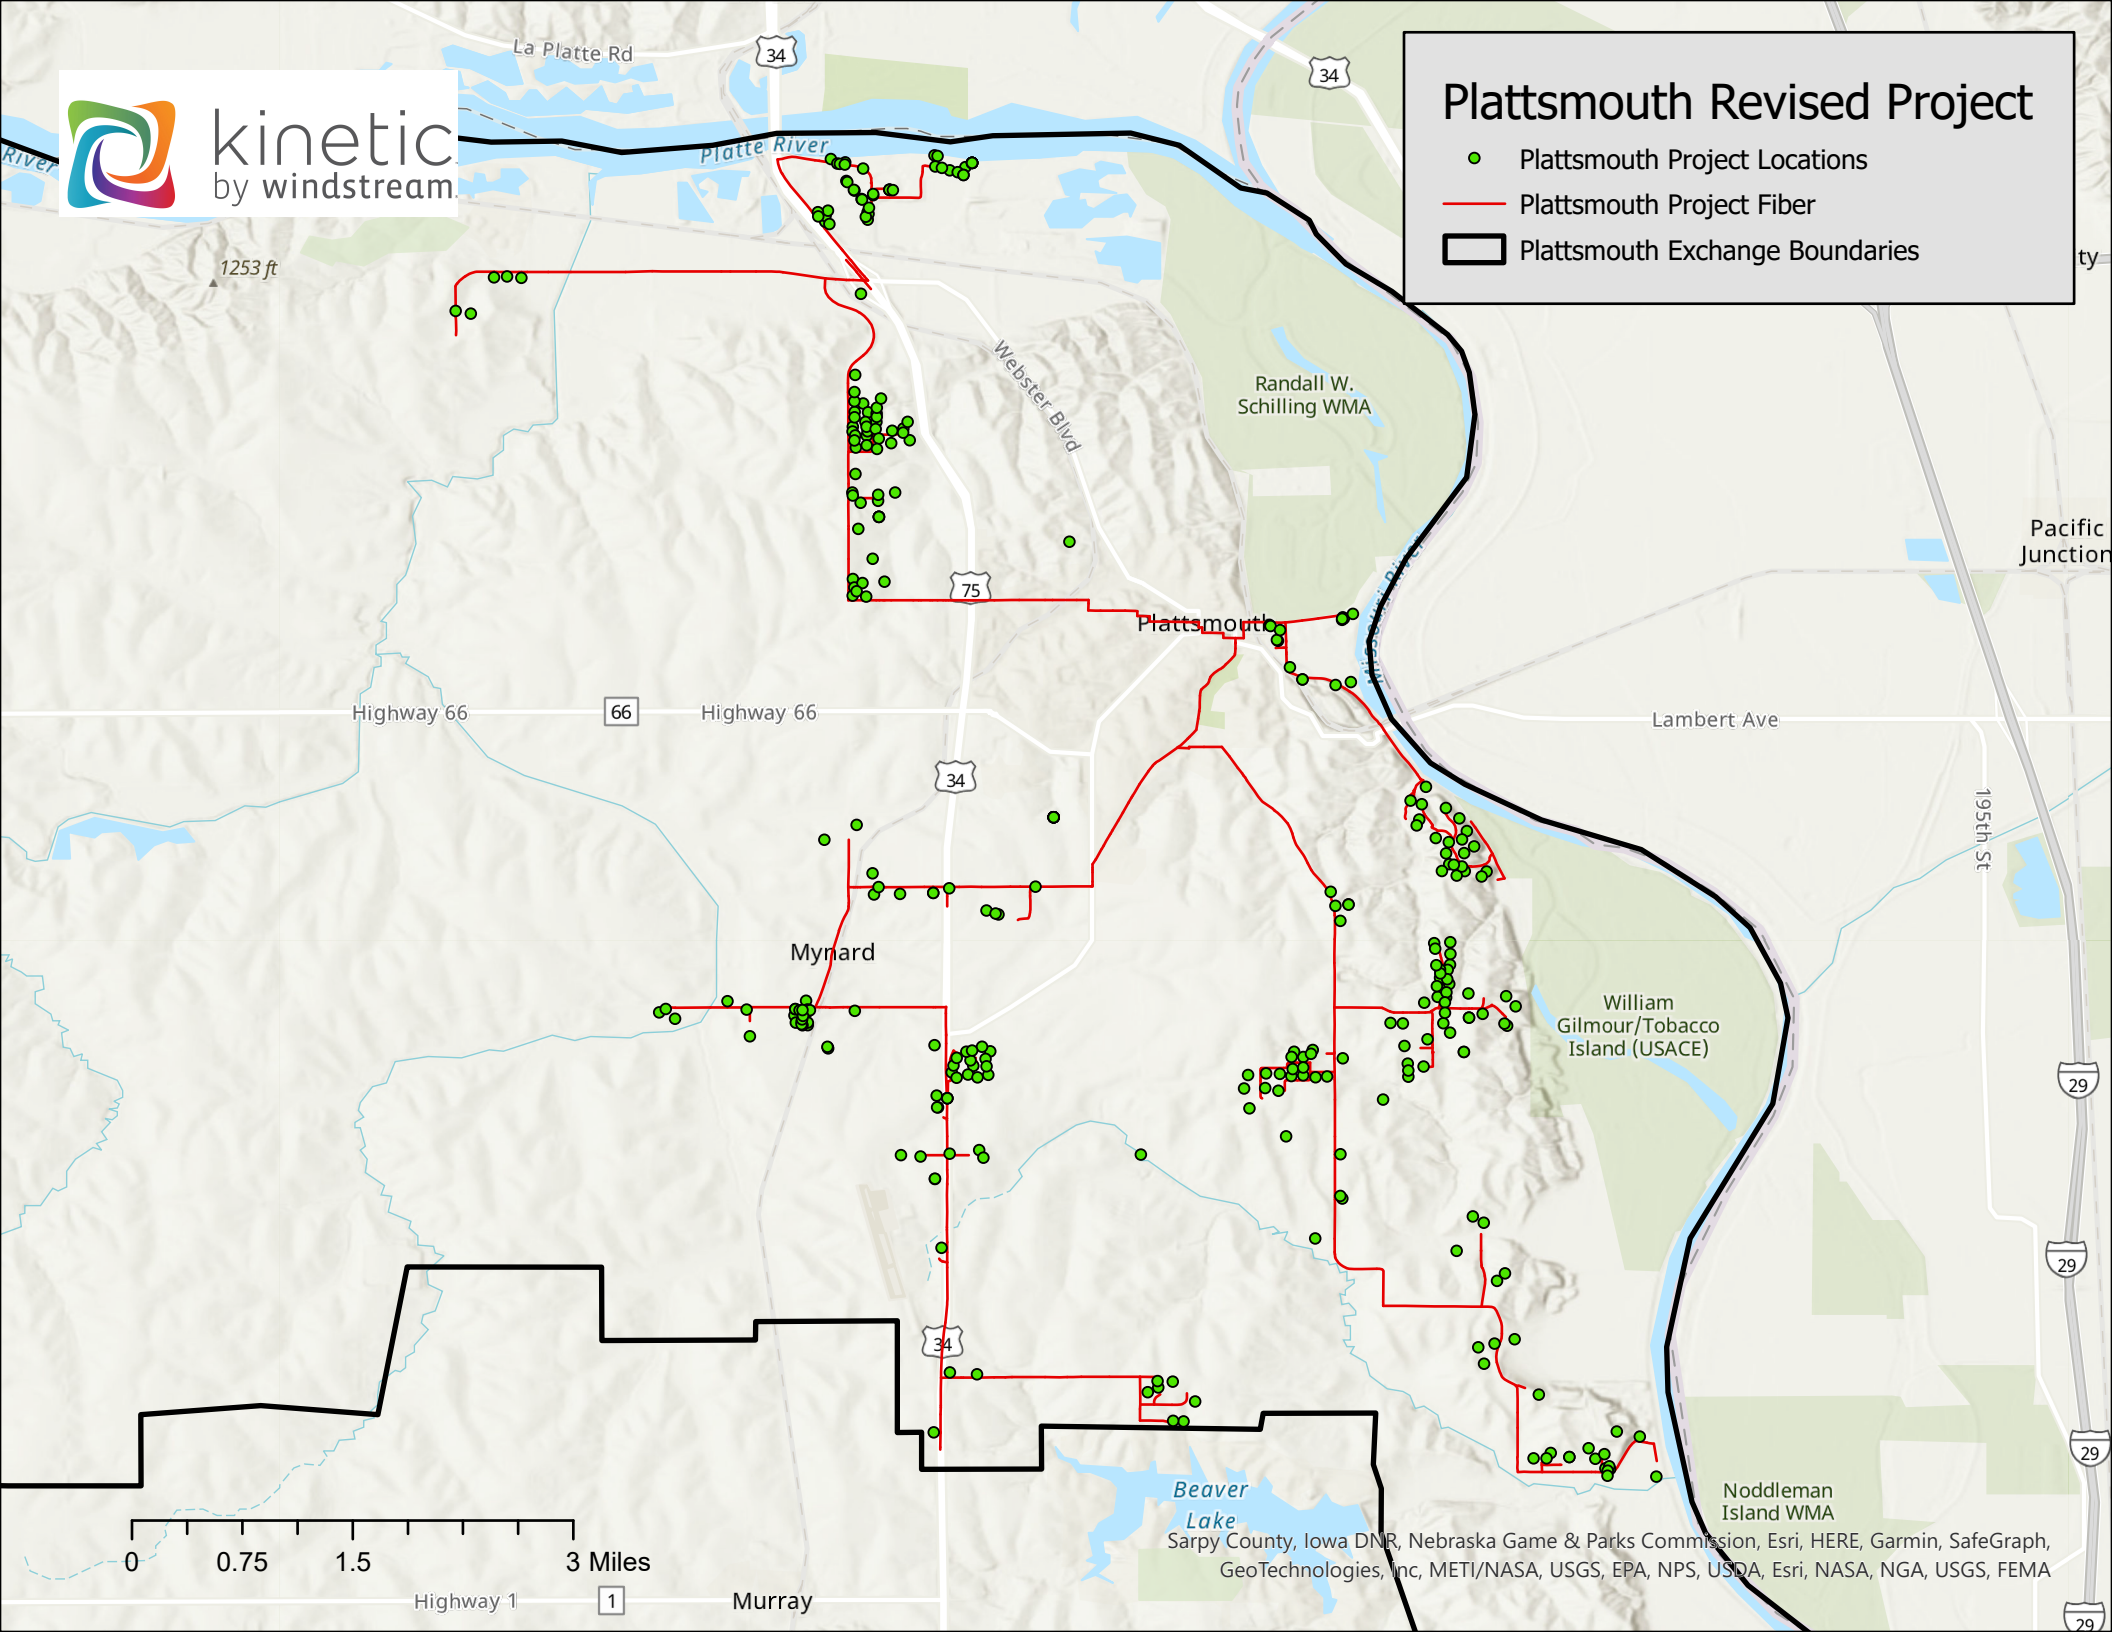 La Platte Rd
34
34
kinetic
by windstream.
River
Platte River
Plattsmouth Revised Project
Plattsmouth Project Locations
Plattsmouth Project Fiber
Plattsmouth Exchange Boundaries
ty
1253 ft
Webster Blvd
Randall W.
Schilling WMA
Pacific
Junction
75
Plattsmouth
Missouri River
Highway 66
66
Highway 66
Lambert Ave
34
195th St
Mynard
William
Gilmour/Tobacco
Island (USACE)
29
29
34
29
Beaver
Lake
Noddleman
Island WMA
Sarpy County, Iowa DNR, Nebraska Game & Parks Commission, Esri, HERE, Garmin, SafeGraph,
GeoTechnologies, Inc, METI/NASA, USGS, EPA, NPS, USDA, Esri, NASA, NGA, USGS, FEMA
0 0.75 1.5 3 Miles
Highway 1
1
Murray
29